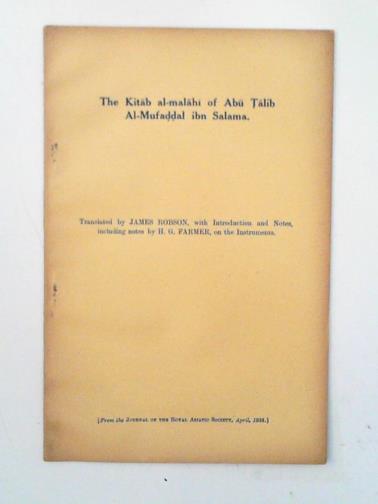 The Kitāb al-malāhī of Abū Ṭālib
Al-Mufaḍḍal ibn Salama.
Translated by JAMES ROBSON, with Introduction and Notes,
including notes by H. G. FARMER, on the Instruments.
[From the JOURNAL OF THE ROYAL ASIATIC SOCIETY, April, 1938.]